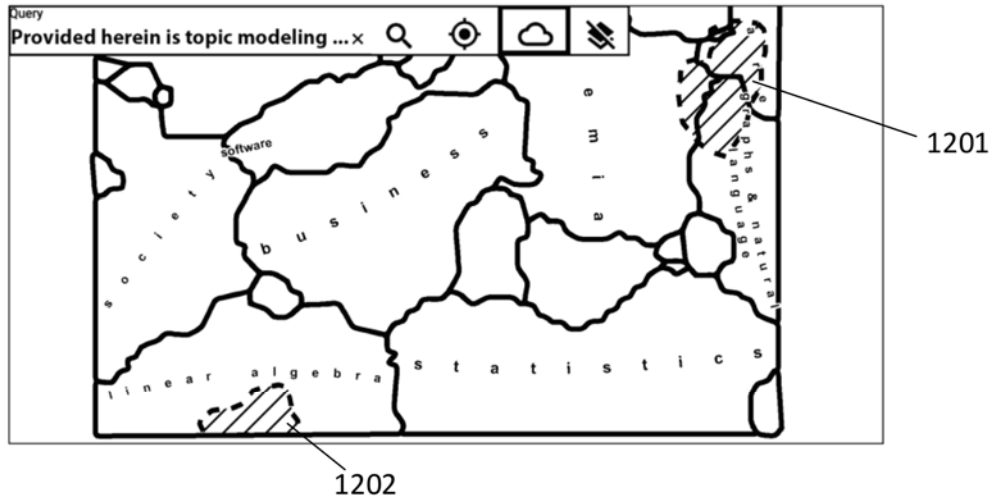 Query
Provided herein is topic modeling ...×
software
society
business
e m i a
a r e
graphs & natural
language
1201
linear algebra
statistics
1202